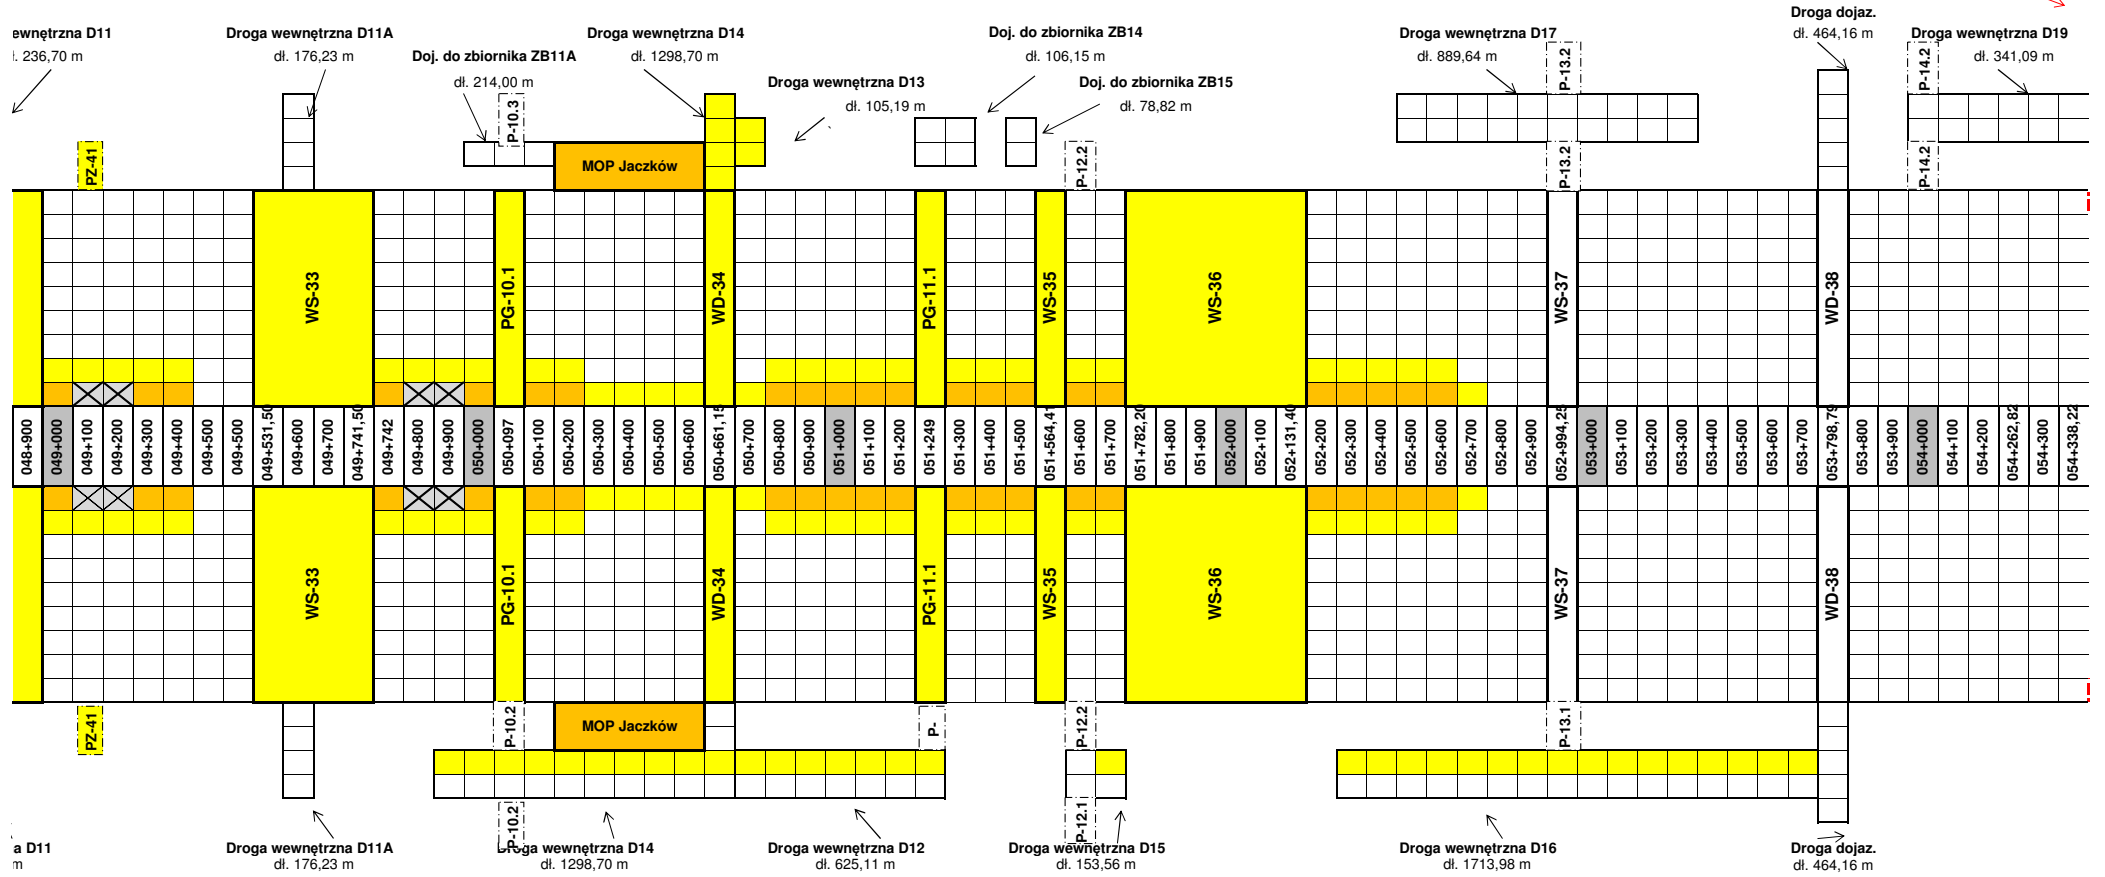 Droga dojaz.
dł. 464,16 m
ewnętrzna D11
ł. 236,70 m
Droga wewnętrzna D11A
dł. 176,23 m
Doj. do zbiornika ZB11A
dł. 214,00 m
Droga wewnętrzna D14
dł. 1298,70 m
Droga wewnętrzna D13
dł. 105,19 m
Doj. do zbiornika ZB14
dł. 106,15 m
Doj. do zbiornika ZB15
dł. 78,82 m
Droga wewnętrzna D17
dł. 889,64 m
Droga wewnętrzna D19
dł. 341,09 m
P-10.3
P-13.2
P-14.2
PZ-41
MOP Jaczków
P-12.2
P-13.2
P-14.2
WS-33
PG-10.1
WD-34
PG-11.1
WS-35
WS-36
WS-37
WD-38
048+900
049+000
049+100
049+200
049+300
049+400
049+500
049+500
049+531,50
049+600
049+700
049+741,50
049+742
049+800
049+900
050+000
050+097
050+100
050+200
050+300
050+400
050+500
050+600
050+661,15
050+700
050+800
050+900
051+000
051+100
051+200
051+249
051+300
051+400
051+500
051+564,41
051+600
051+700
051+782,20
051+800
051+900
052+000
052+100
052+131,40
052+200
052+300
052+400
052+500
052+600
052+700
052+800
052+900
052+994,25
053+000
053+100
053+200
053+300
053+400
053+500
053+600
053+700
053+798,79
053+800
053+900
054+000
054+100
054+200
054+262,82
054+300
054+338,22
WS-33
PG-10.1
WD-34
PG-11.1
WS-35
WS-36
WS-37
WD-38
PZ-41
P-10.2
MOP Jaczków
P-
P-12.2
P-13.1
P-10.2
P-12.1
a D11
m
Droga wewnętrzna D11A
dł. 176,23 m
Droga wewnętrzna D14
dł. 1298,70 m
Droga wewnętrzna D12
dł. 625,11 m
Droga wewnętrzna D15
dł. 153,56 m
Droga wewnętrzna D16
dł. 1713,98 m
Droga dojaz.
dł. 464,16 m